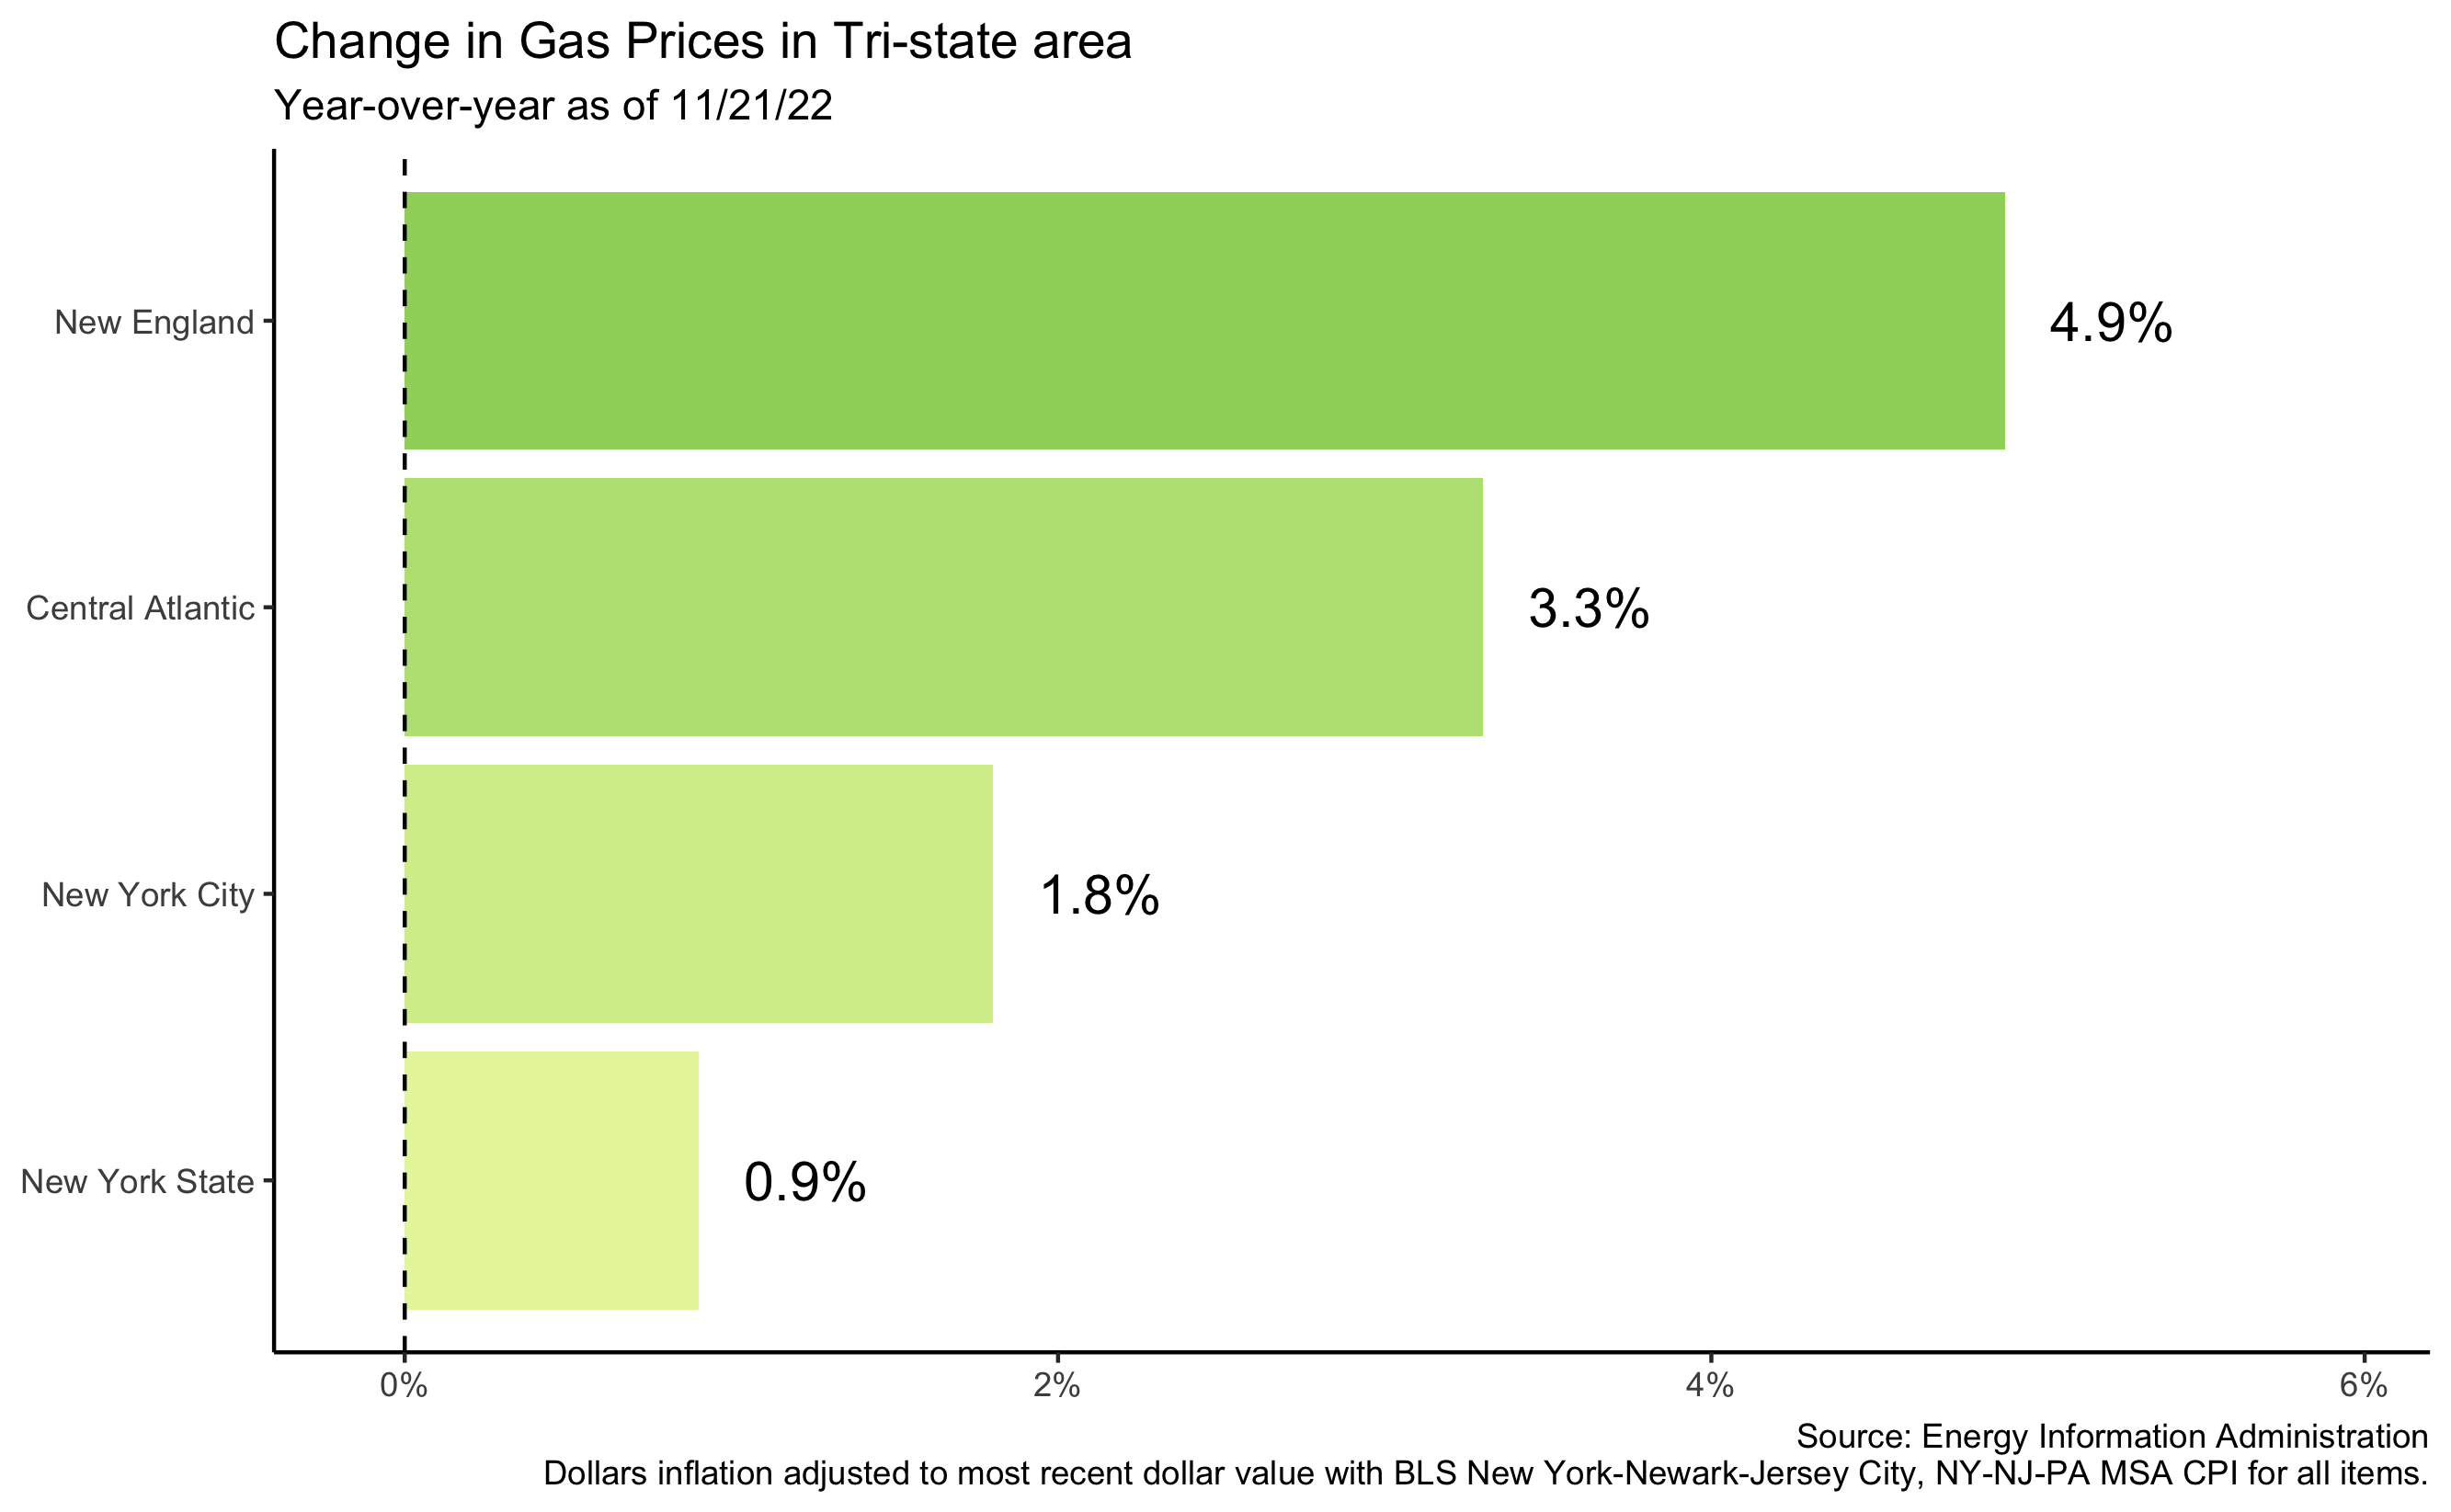 Change in Gas Prices in Tri-state area
Year-over-year as of 11/21/22
New England
4.9%
Central Atlantic
3.3%
New York City
1.8%
New York State
0.9%
0%
2%
4%
6%
Source: Energy Information Administration
Dollars inflation adjusted to most recent dollar value with BLS New York-Newark-Jersey City, NY-NJ-PA MSA CPI for all items.